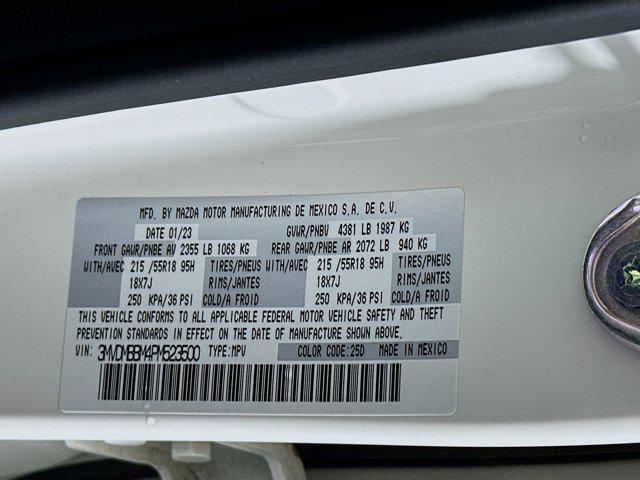 MFD. BY MAZDA MOTOR MANUFACTURING DE MEXICO S.A. DE C.V.
DATE 01/23 GVWR/PNBV 4381 LB 1987 KG
FRONT GAWR/PNBE AV 2355 LB 1068 KG REAR GAWR/PNBE AR 2072 LB 940 KG
WITH/AVEC 215 /55R18 95H TIRES/PNEUS WITH/AVEC 215 /55R18 95H TIRES/PNEUS
18X7J RIMS/JANTES 18X7J RIMS/JANTES
250 KPA/36 PSI COLD/A FROID 250 KPA/36 PSI COLD/A FROID
THIS VEHICLE CONFORMS TO ALL APPLICABLE FEDERAL MOTOR VEHICLE SAFETY AND THEFT
PREVENTION STANDARDS IN EFFECT ON THE DATE OF MANUFACTURE SHOWN ABOVE.
VIN: 3MVDMBBM4PM523500 TYPE:MPV COLOR CODE:25D MADE IN MEXICO